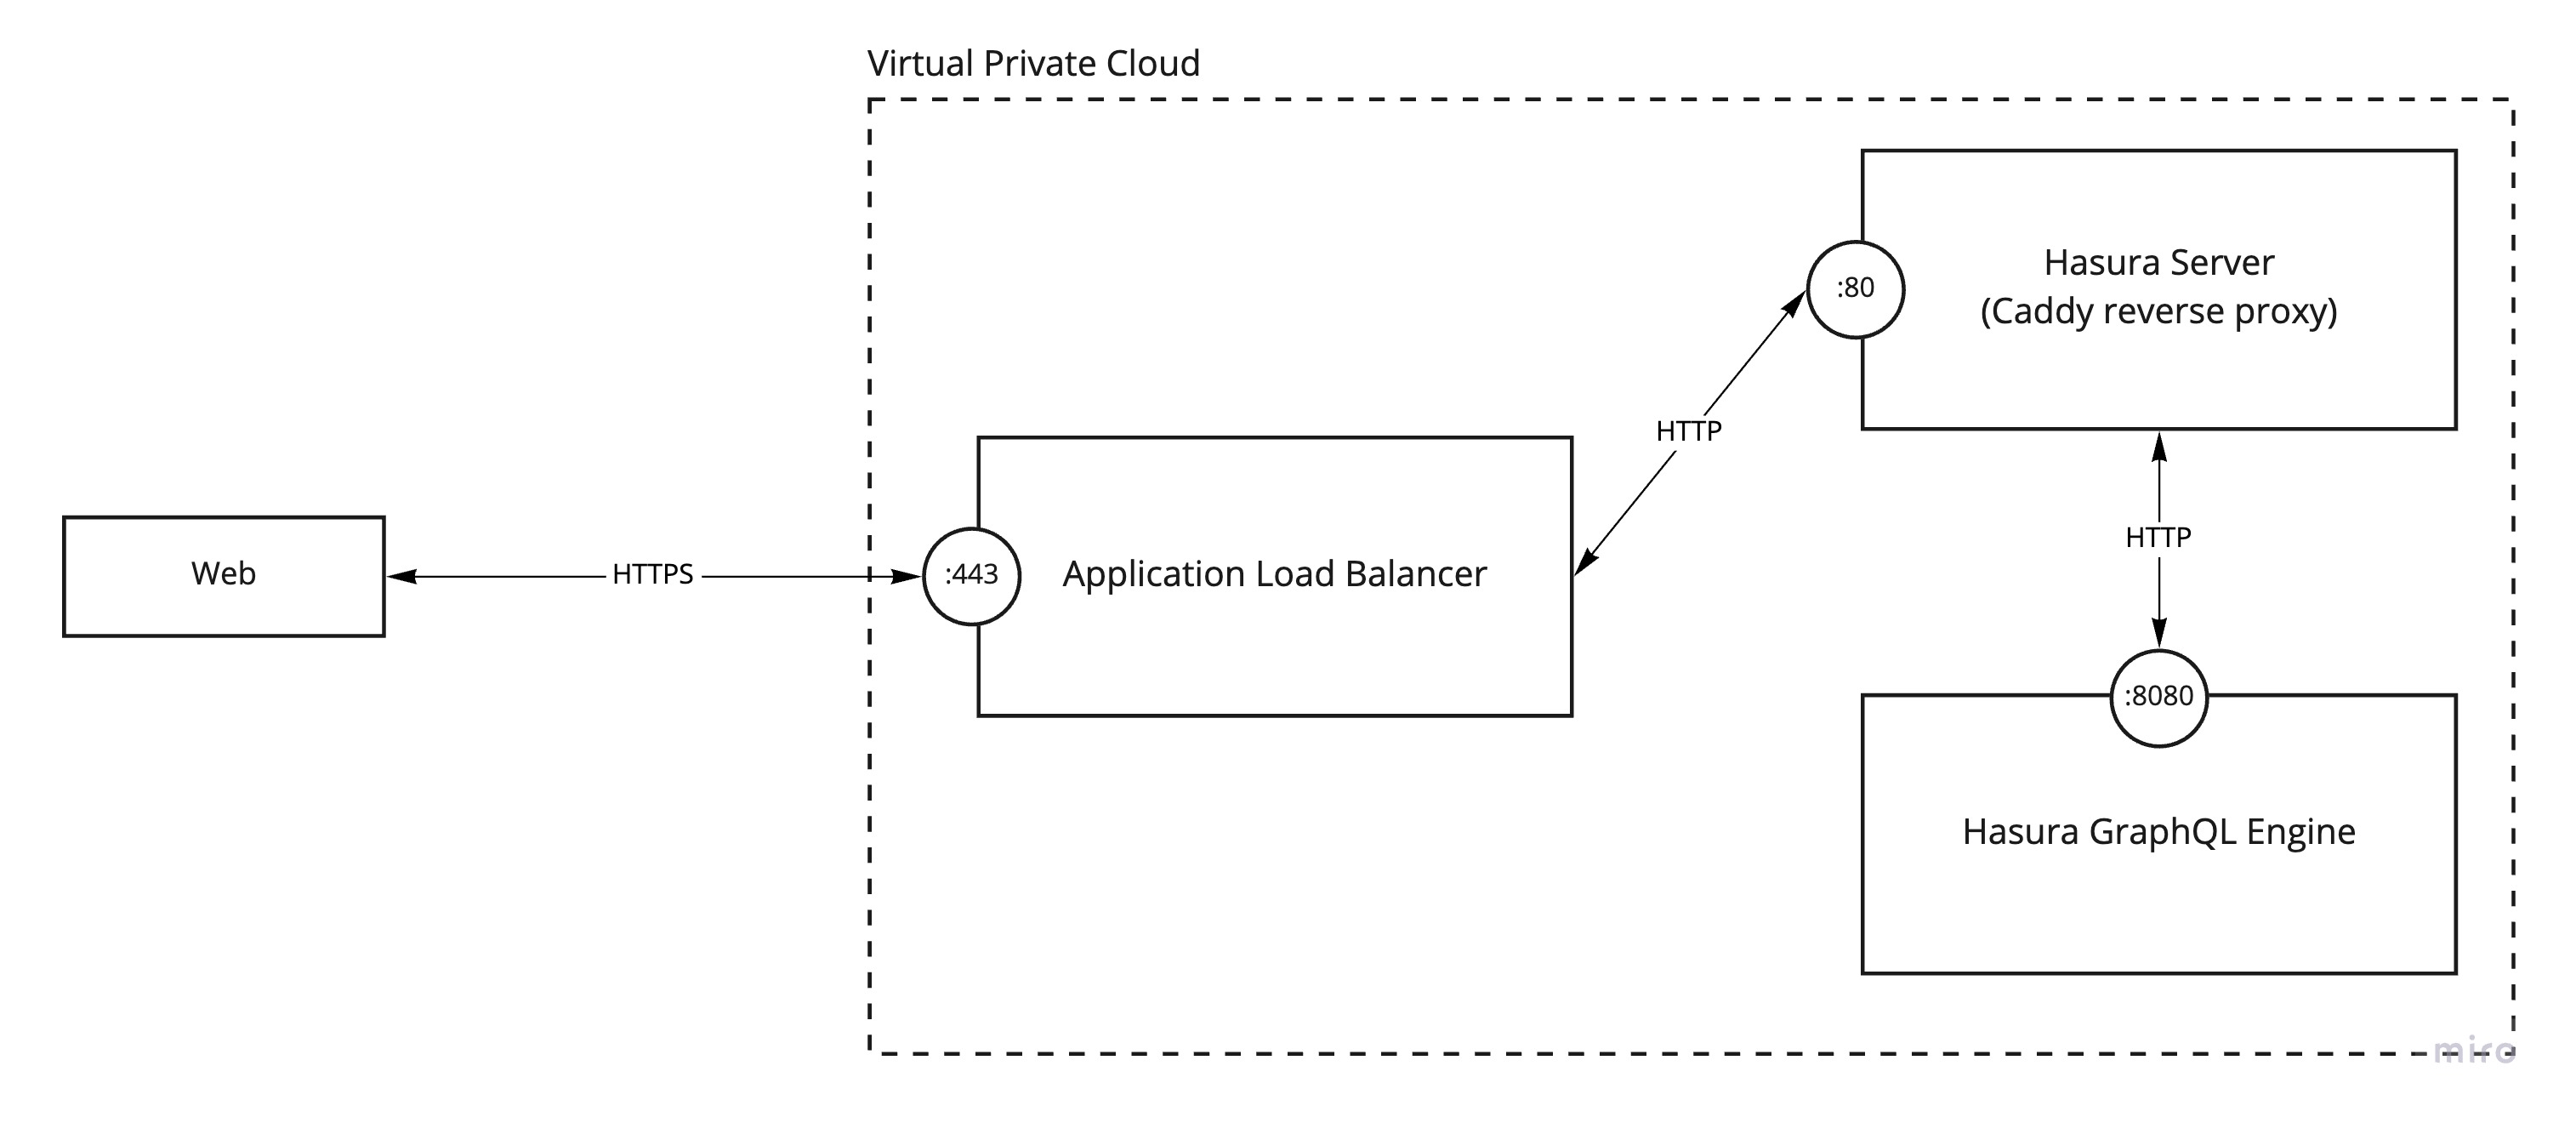 Virtual Private Cloud
Web
HTTPS
:443
Application Load Balancer
HTTP
:80
Hasura Server
(Caddy reverse proxy)
HTTP
:8080
Hasura GraphQL Engine
miro